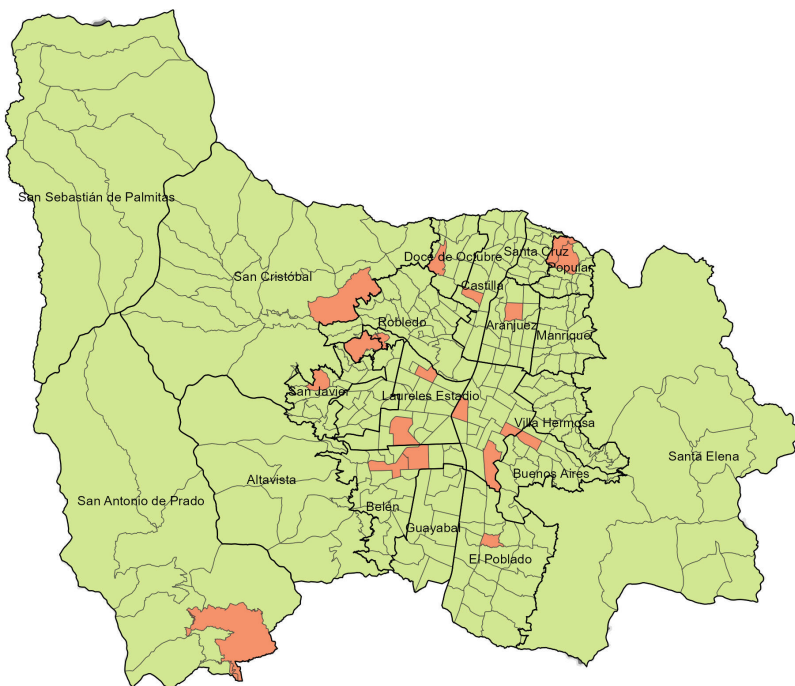 San Sebastián de Palmitas
San Cristóbal
Doce de Octubre
Santa Cruz
Popular
Castilla
Robledo
Aranjuez
Manrique
San Javier
Laureles Estadio
Villa Hermosa
Santa Elena
Buenos Aires
Altavista
San Antonio de Prado
Belén
Guayabal
El Poblado